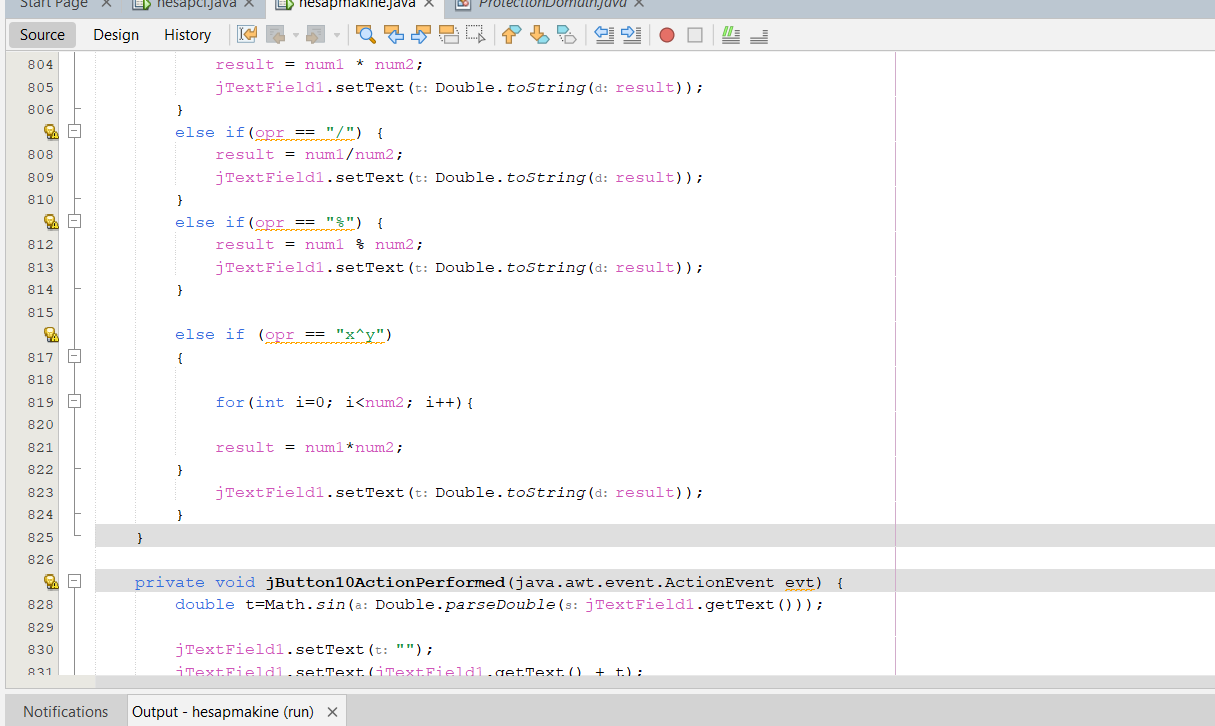 Start Page × hesapci.java × hesapmakine.java × ProtectionDomain.java ×
Source Design History
804 result = num1 * num2;
805 jTextField1.setText(t: Double.toString(d: result));
806 }
else if(opr == "/") {
808 result = num1/num2;
809 jTextField1.setText(t: Double.toString(d: result));
810 }
else if(opr == "%") {
812 result = num1 % num2;
813 jTextField1.setText(t: Double.toString(d: result));
814 }
815
else if (opr == "x^y")
817 {
818
819 for(int i=0; i<num2; i++){
820
821 result = num1*num2;
822 }
823 jTextField1.setText(t: Double.toString(d: result));
824 }
825 }
826
private void jButton10ActionPerformed(java.awt.event.ActionEvent evt) {
828 double t=Math.sin(a: Double.parseDouble(s: jTextField1.getText()));
829
830 jTextField1.setText(t: "");
831 jTextField1.setText(jTextField1.getText() + t);
Notifications Output - hesapmakine (run) ×